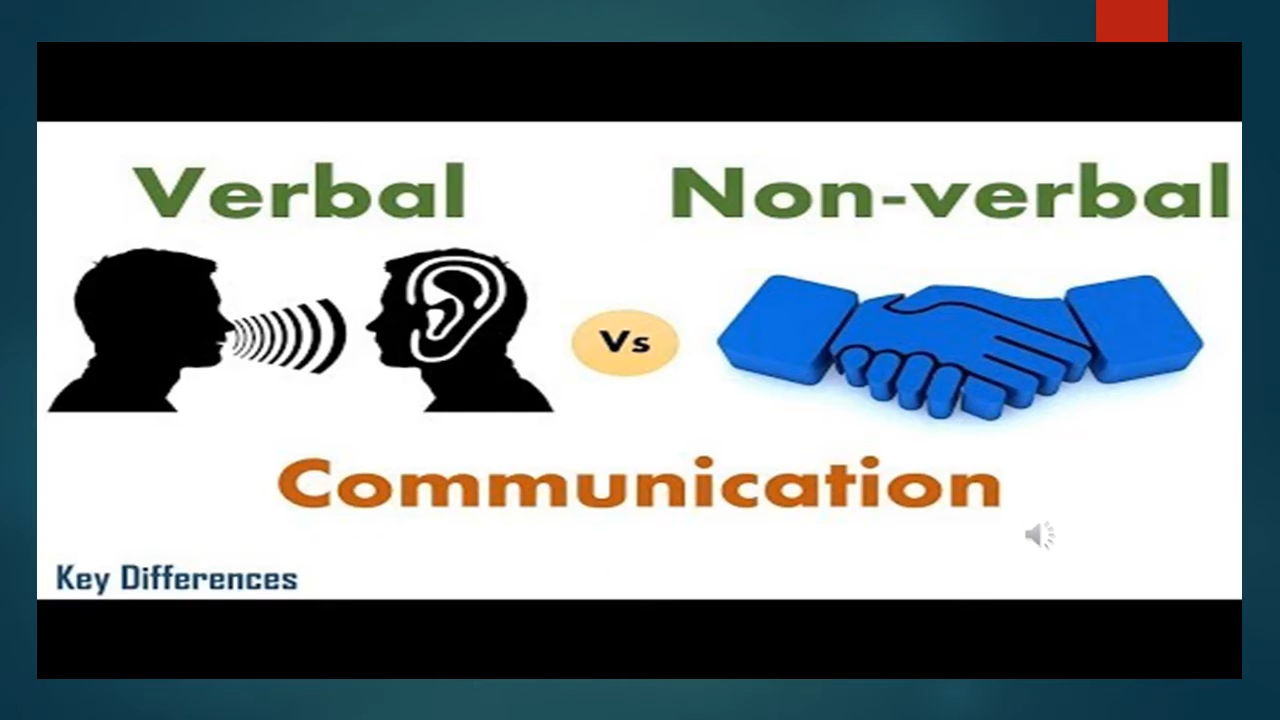 Verbal
Non-verbal
Vs
Communication
Key Differences